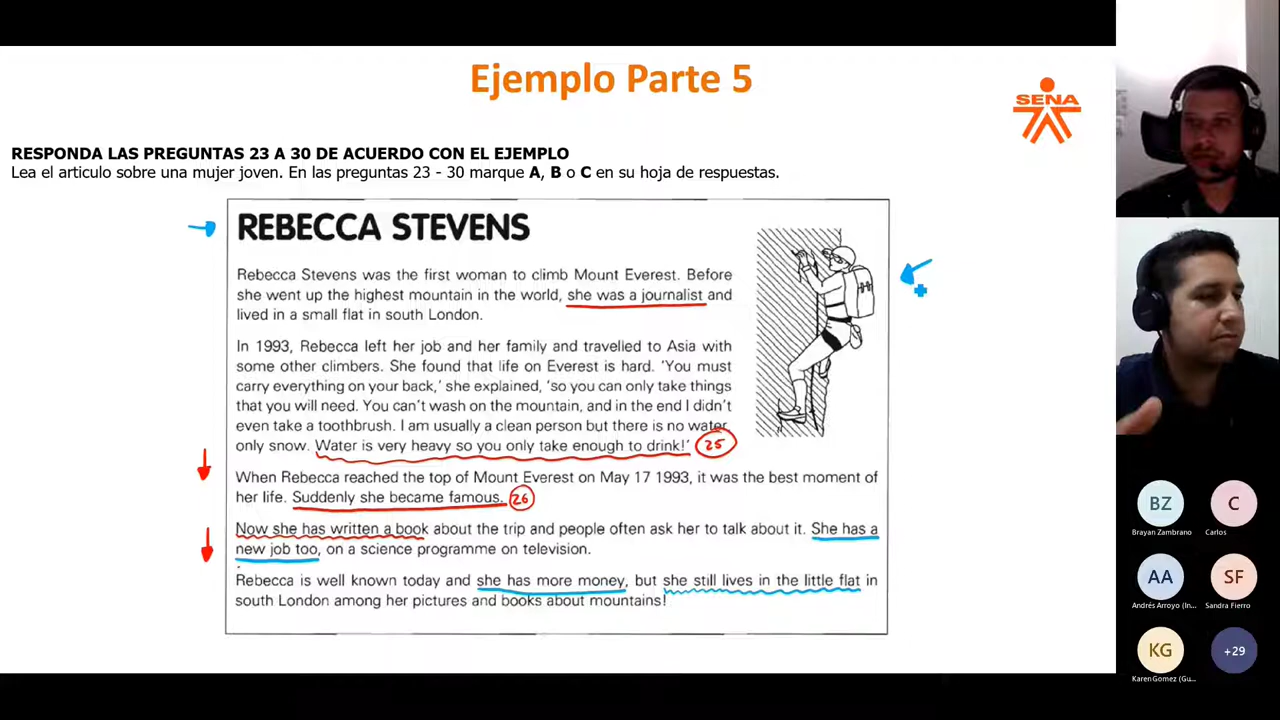 Ejemplo Parte 5
SENA
RESPONDA LAS PREGUNTAS 23 A 30 DE ACUERDO CON EL EJEMPLO
Lea el articulo sobre una mujer joven. En las preguntas 23 - 30 marque A, B o C en su hoja de respuestas.
REBECCA STEVENS
Rebecca Stevens was the first woman to climb Mount Everest. Before
she went up the highest mountain in the world, she was a journalist and
lived in a small flat in south London.
In 1993, Rebecca left her job and her family and travelled to Asia with
some other climbers. She found that life on Everest is hard. 'You must
carry everything on your back,' she explained, 'so you can only take things
that you will need. You can't wash on the mountain, and in the end I didn't
even take a toothbrush. I am usually a clean person but there is no water,
only snow. Water is very heavy so you only take enough to drink!' 25
When Rebecca reached the top of Mount Everest on May 17 1993, it was the best moment of
her life. Suddenly she became famous. 26
Now she has written a book about the trip and people often ask her to talk about it. She has a
new job too, on a science programme on television.
Rebecca is well known today and she has more money, but she still lives in the little flat in
south London among her pictures and books about mountains!
BZ
Brayan Zambrano
C
Carlos
AA
Andrés Arroyo (In...
SF
Sandra Fierro
KG
Karen Gomez (Gu...
+29